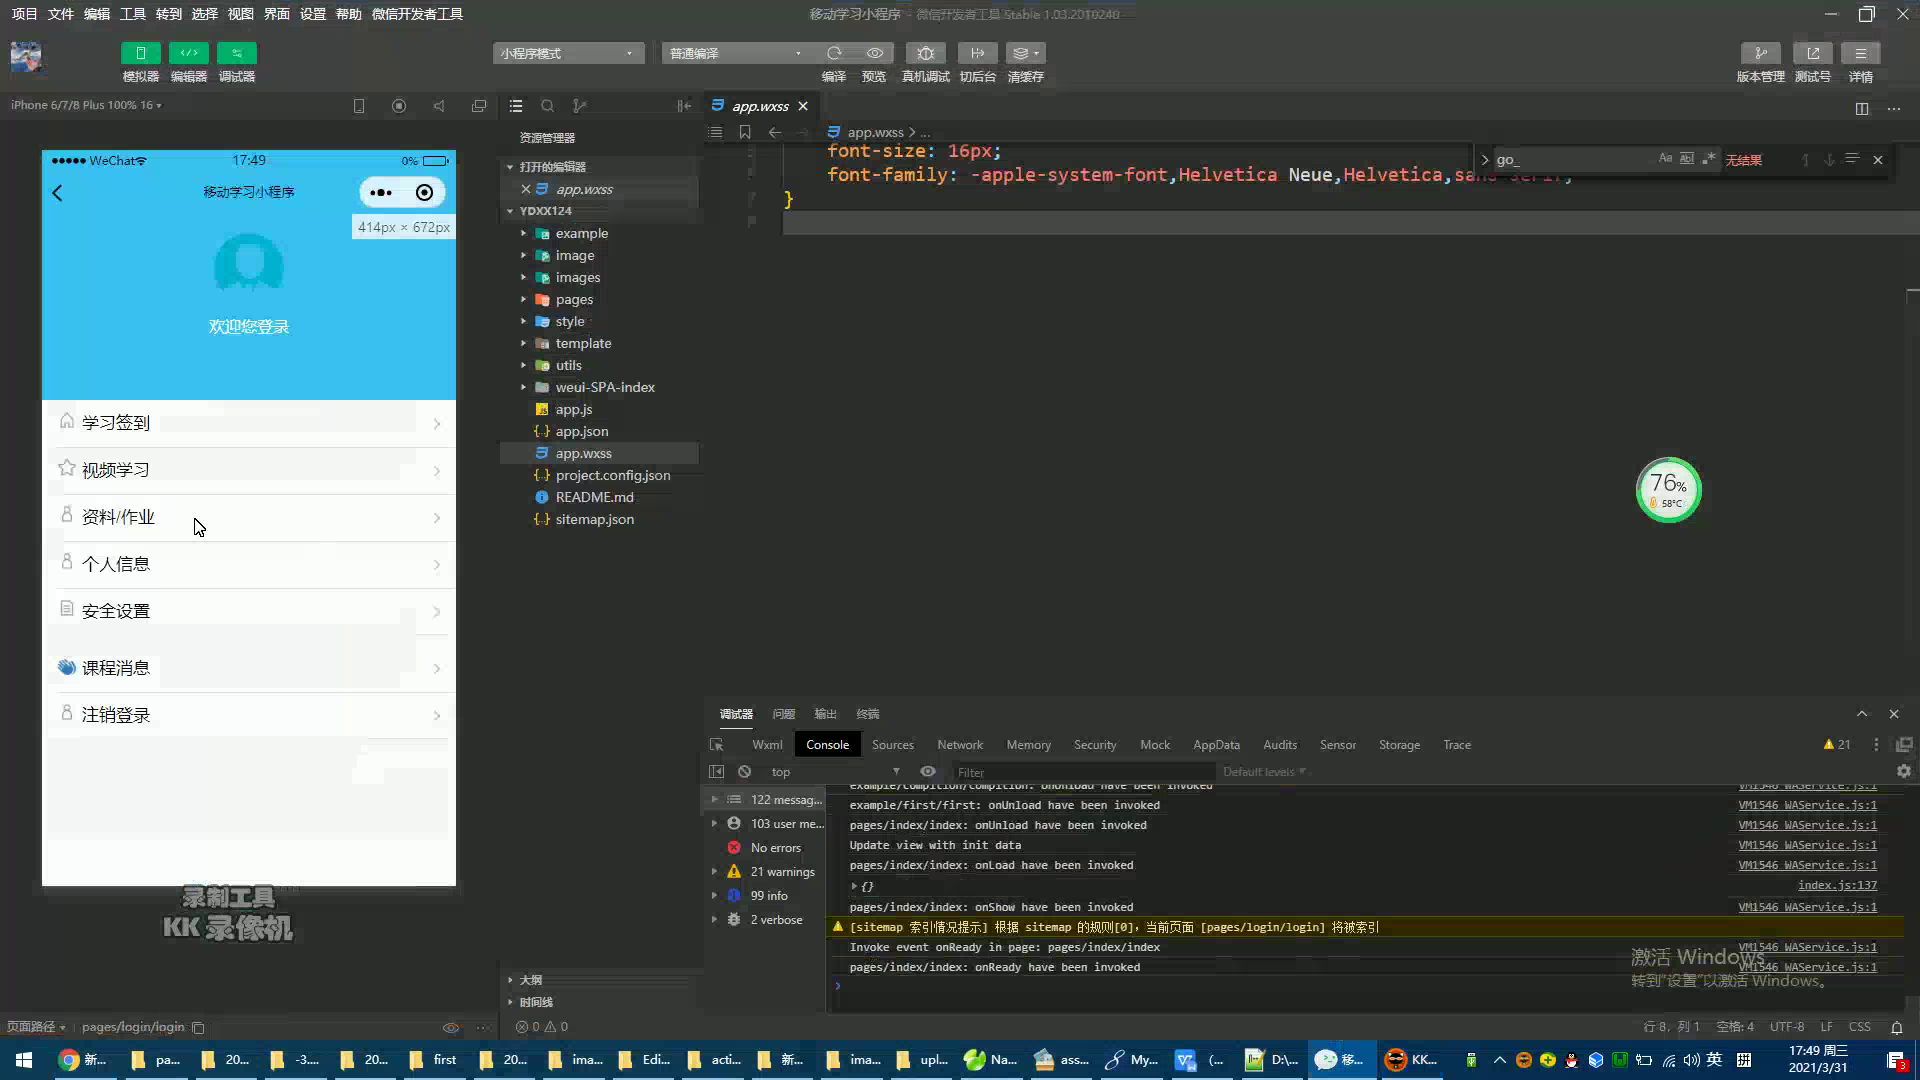 项目 文件 编辑 工具 转到 选择 视图 界面 设置 帮助 微信开发者工具
移动学习小程序 - 微信开发者工具 Stable 1.03.2010240
小程序模式
普通编译
模拟器 编辑器 调试器
编译 预览 真机调试 切后台 清缓存
版本管理 测试号 详情
iPhone 6/7/8 Plus 100% 16
WeChat
17:49
0%
移动学习小程序
414px × 672px
欢迎您登录
学习签到
视频学习
资料/作业
个人信息
安全设置
课程消息
注销登录
录制工具
KK 录像机
页面路径
pages/login/login
资源管理器
打开的编辑器
app.wxss
YDXX124
example
image
images
pages
style
template
utils
weui-SPA-index
app.js
app.json
app.wxss
project.config.json
README.md
sitemap.json
大纲
时间线
0 0
app.wxss
app.wxss > ...
font-size: 16px;
font-family: -apple-system-font,Helvetica Neue,Helvetica,sans-serif;
}
go_
Aa Abl .*
无结果
76%
58°C
调试器 问题 输出 终端
Wxml Console Sources Network Memory Security Mock AppData Audits Sensor Storage Trace
21
top
Filter
Default levels
122 messag...
103 user me...
No errors
21 warnings
99 info
2 verbose
example/compition/compition: onUnload have been invoked VM1546 WAService.js:1
example/first/first: onUnload have been invoked VM1546 WAService.js:1
pages/index/index: onUnload have been invoked VM1546 WAService.js:1
Update view with init data VM1546 WAService.js:1
pages/index/index: onLoad have been invoked VM1546 WAService.js:1
{} index.js:137
pages/index/index: onShow have been invoked VM1546 WAService.js:1
[sitemap 索引情况提示] 根据 sitemap 的规则[0]，当前页面 [pages/login/login] 将被索引
Invoke event onReady in page: pages/index/index VM1546 WAService.js:1
pages/index/index: onReady have been invoked VM1546 WAService.js:1
激活 Windows
转到"设置"以激活 Windows。
行 8，列 1 空格: 4 UTF-8 LF CSS
新... pa... 20... -3.... 20... first 20... ima... Edi... acti... 新... ima... upl... Na... ass... My... (... D:\... 移... KK...
英
拼
17:49 周三
2021/3/31
3